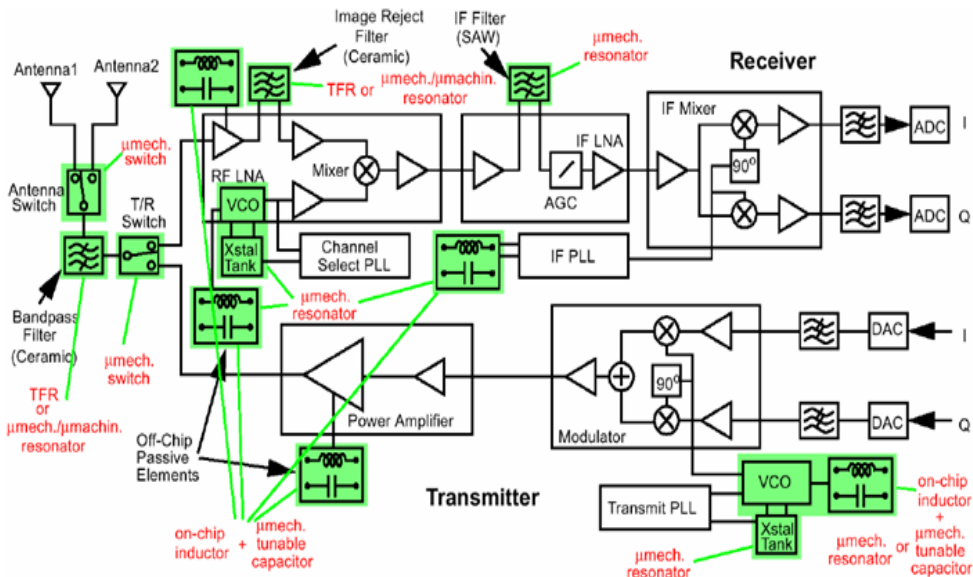 Image Reject
Filter
(Ceramic)
IF Filter
(SAW)
μmech.
resonator
Receiver
Antenna1
Antenna2
TFR or
μmech./μmachin.
resonator
IF Mixer
μmech.
switch
Mixer
IF LNA
90°
ADC
I
Antenna
Switch
T/R
Switch
RF LNA
AGC
VCO
ADC
Q
Xstal
Tank
Channel
Select PLL
IF PLL
Bandpass
Filter
(Ceramic)
μmech.
switch
μmech.
resonator
DAC
I
TFR
or
μmech./μmachin.
resonator
90°
Power Amplifier
Modulator
DAC
Q
Off-Chip
Passive
Elements
Transmitter
VCO
Transmit PLL
Xstal
Tank
on-chip
inductor
+
μmech.
tunable
capacitor
on-chip
inductor
+
μmech.
tunable
capacitor
μmech.
resonator
μmech.
resonator
or